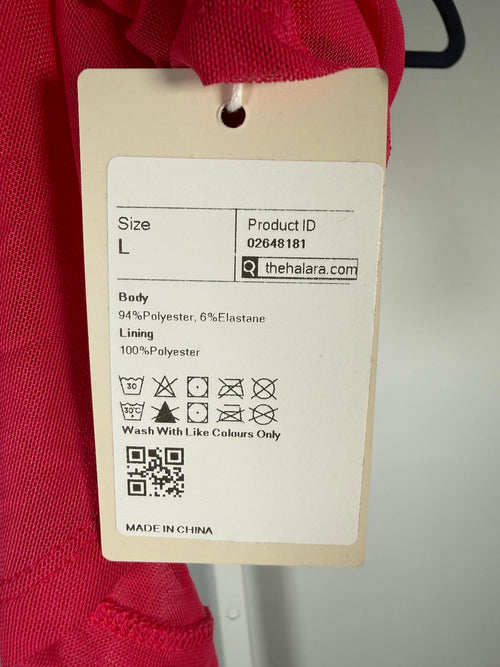 Size
L
Product ID
02648181
thehalara.com
Body
94%Polyester, 6%Elastane
Lining
100%Polyester
30
30°C
Wash With Like Colours Only
MADE IN CHINA